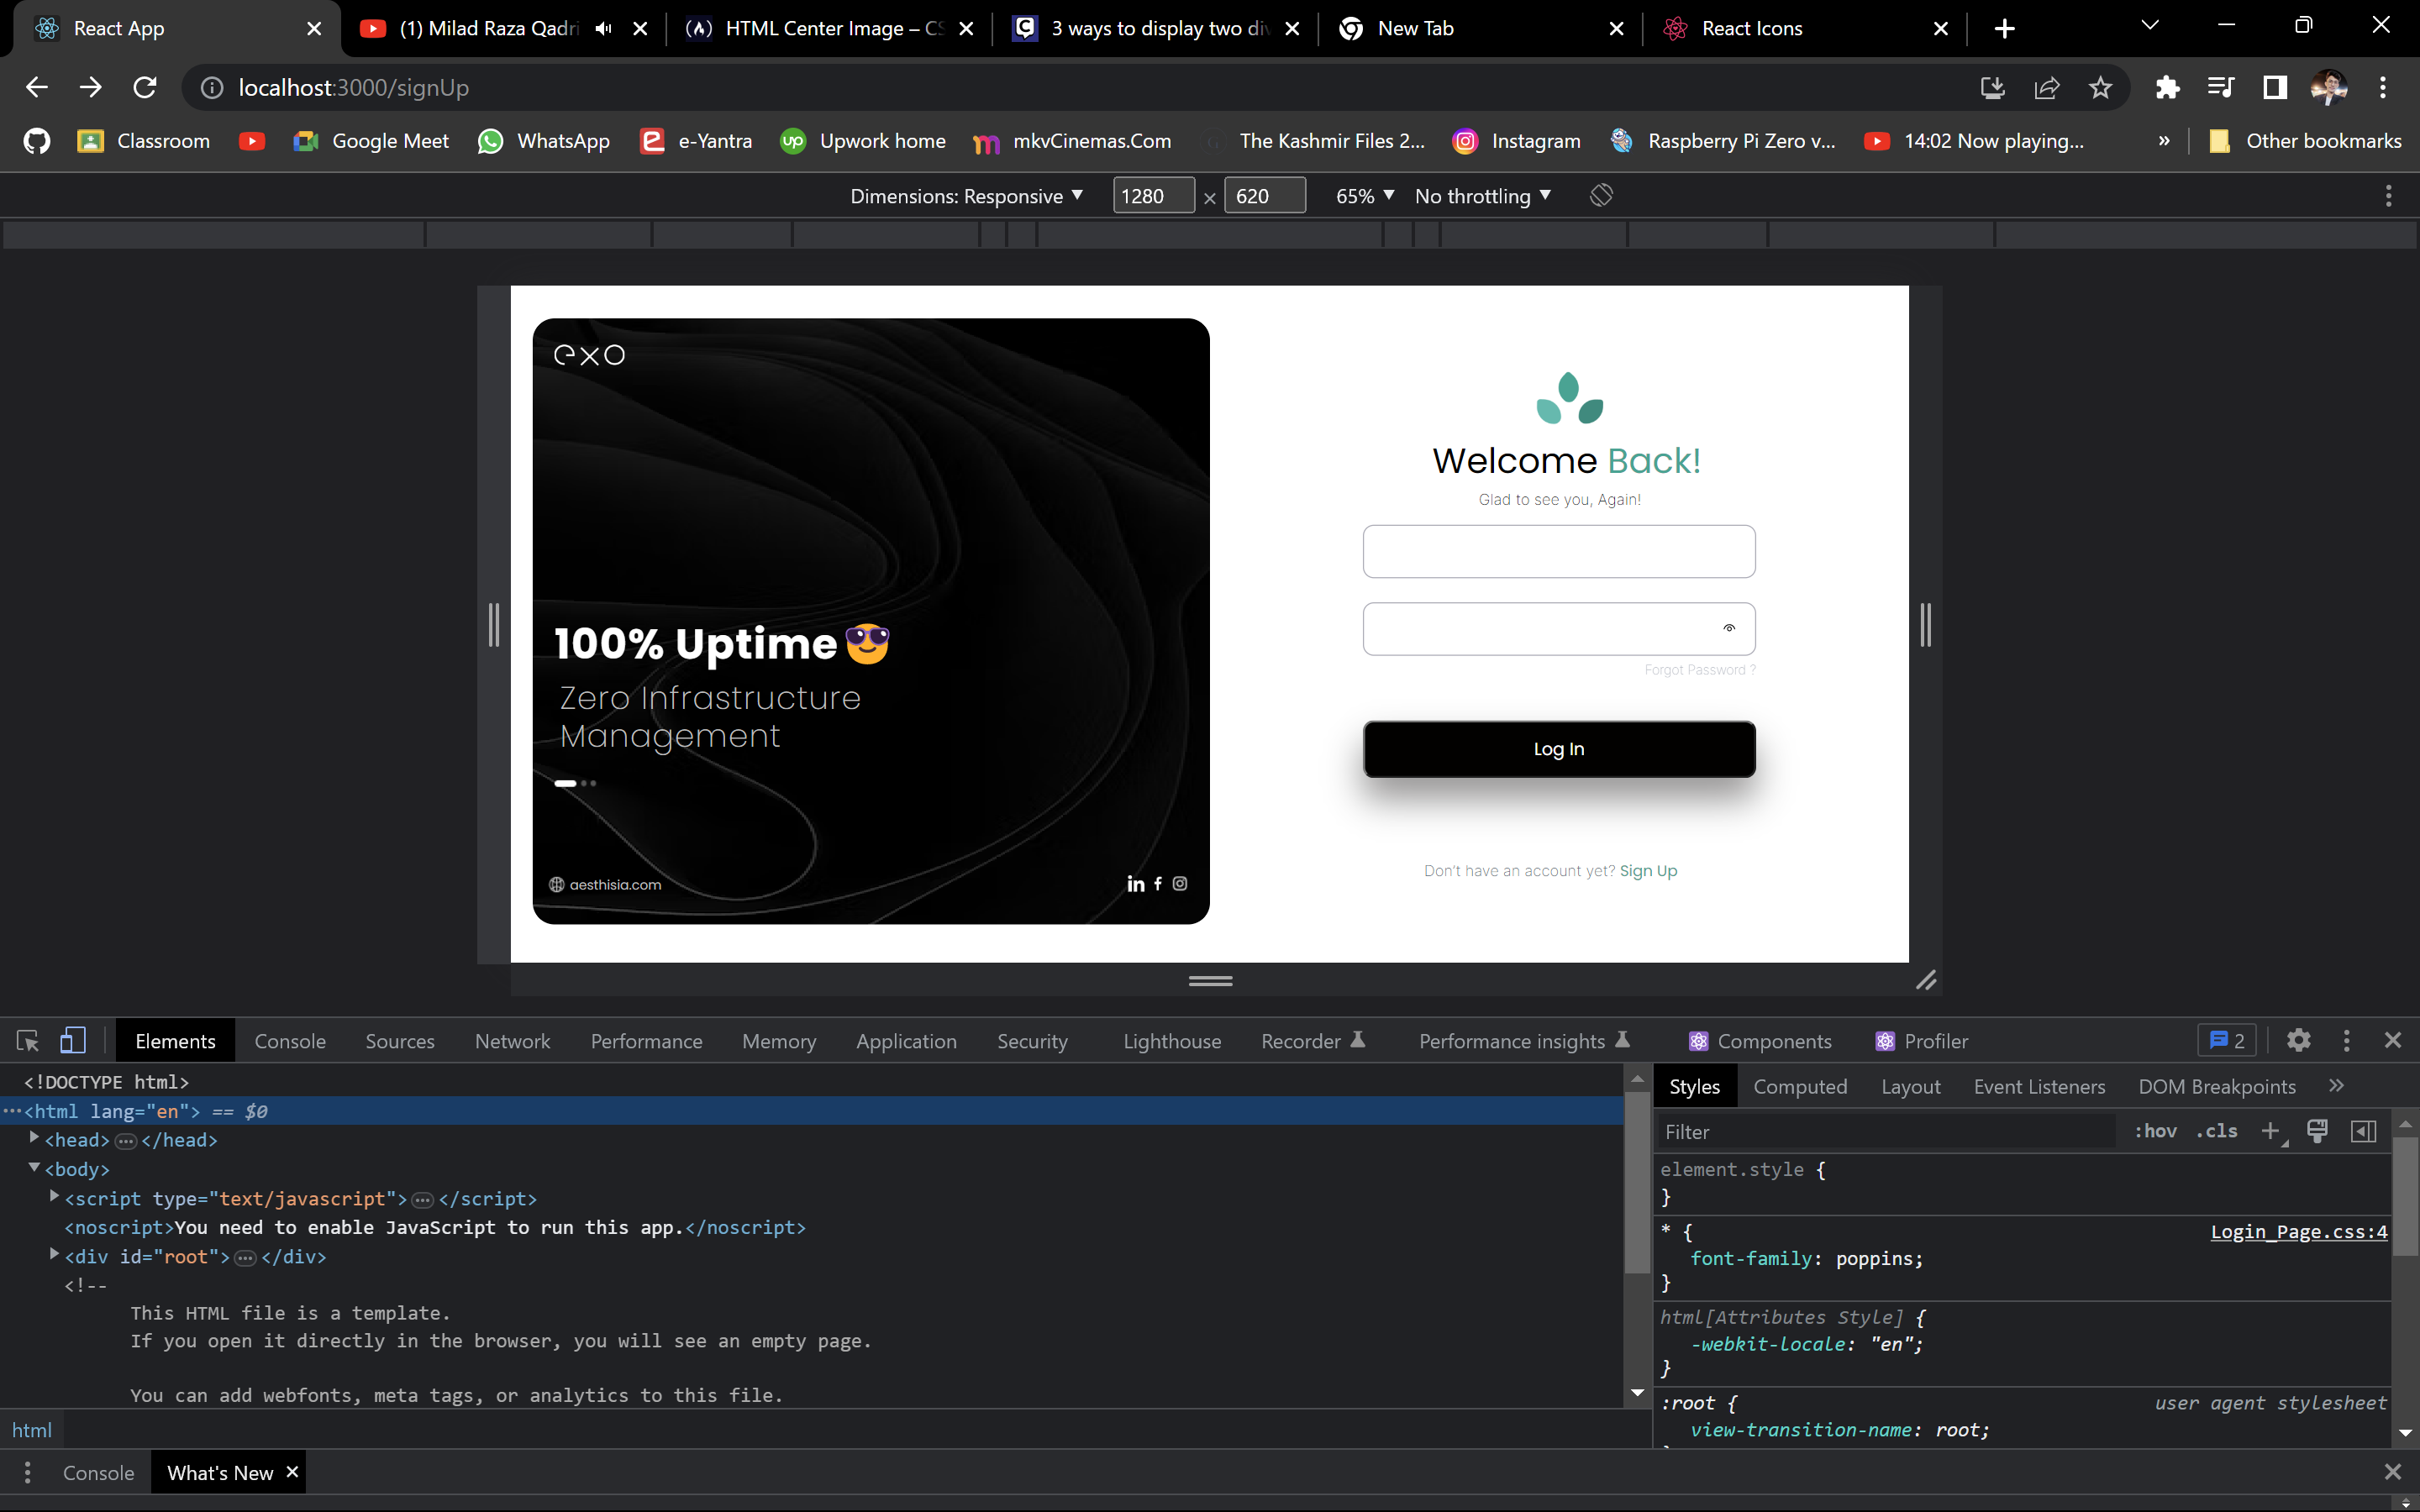 React App
(1) Milad Raza Qadri
HTML Center Image – CS
3 ways to display two div
New Tab
React Icons
localhost:3000/signUp
Classroom
Google Meet
WhatsApp
e-Yantra
up
Upwork home
mkvCinemas.Com
The Kashmir Files 2...
Instagram
Raspberry Pi Zero v...
14:02 Now playing...
»
Other bookmarks
Dimensions: Responsive
1280 × 620
65%
No throttling
exo
100% Uptime
Zero Infrastructure
Management
aesthisia.com
in f
Welcome Back!
Glad to see you, Again!
Forgot Password ?
Log In
Don't have an account yet? Sign Up
Elements Console Sources Network Performance Memory Application Security Lighthouse Recorder Performance insights Components Profiler 2
<!DOCTYPE html>
<html lang="en"> == $0
<head> … </head>
<body>
<script type="text/javascript"> … </script>
<noscript>You need to enable JavaScript to run this app.</noscript>
<div id="root"> … </div>
<!--
This HTML file is a template.
If you open it directly in the browser, you will see an empty page.
You can add webfonts, meta tags, or analytics to this file.
html
Styles Computed Layout Event Listeners DOM Breakpoints »
Filter :hov .cls +
element.style {
}
* { Login_Page.css:4
font-family: poppins;
}
html[Attributes Style] {
-webkit-locale: "en";
}
:root { user agent stylesheet
view-transition-name: root;
Console What's New